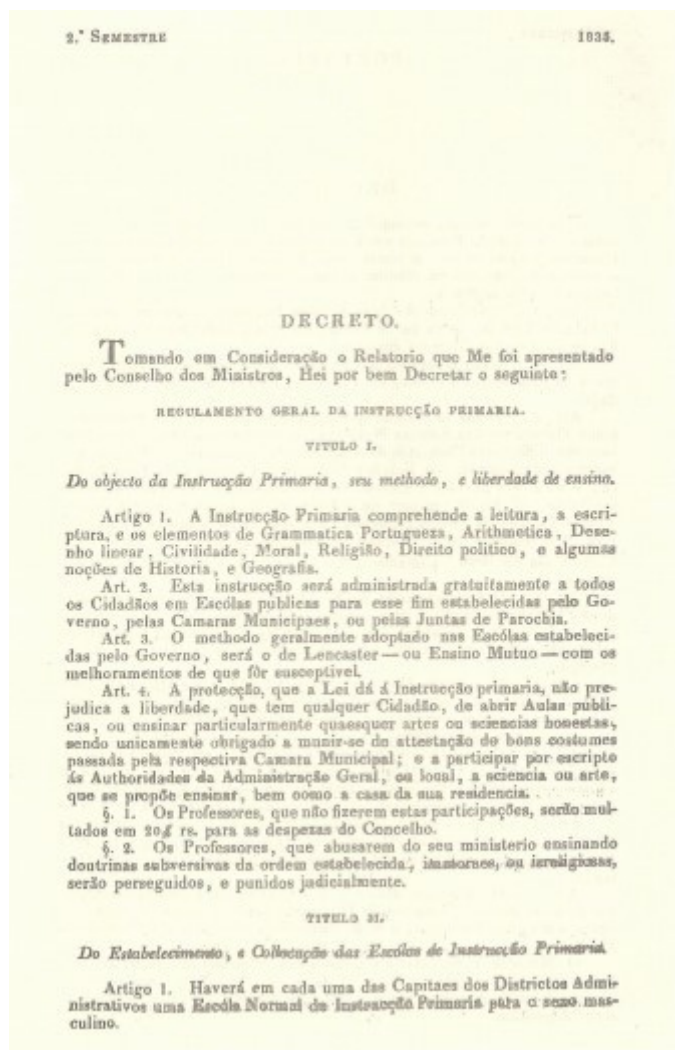 2.° SEMESTRE 1835.
DECRETO.
Tomando em Consideração o Relatorio que Me foi apresentado
pelo Conselho dos Ministros, Hei por bem Decretar o seguinte:
REGULAMENTO GERAL DA INSTRUCÇÃO PRIMARIA.
TITULO I.
Do objecto da Instrucção Primaria, seu methodo, e liberdade de ensino.
Artigo 1. A Instrucção Primaria comprehende a leitura, a escri-
ptura, e os elementos de Grammatica Portugueza, Arithmetica, Dese-
nho linear, Civilidade, Moral, Religião, Direito politico, e algumas
noções de Historia, e Geografia.
Art. 2. Esta instrucção será administrada gratuitamente a todos
os Cidadãos em Escólas publicas para esse fim estabelecidas pelo Go-
verno, pelas Camaras Municipaes, ou pelas Juntas de Parochia.
Art. 3. O methodo geralmente adoptado nas Escólas estabeleci-
das pelo Governo, será o de Lencaster — ou Ensino Mutuo — com os
melhoramentos de que fôr susceptivel.
Art. 4. A protecção, que a Lei dá á Instrucção primaria, não pre-
judica a liberdade, que tem qualquer Cidadão, de abrir Aulas publi-
cas, ou ensinar particularmente quaesquer artes ou sciencias honestas,
sendo unicamente obrigado a munir-se de attestação de bons costumes
passada pela respectiva Camara Municipal; e a participar por escripto
ás Authoridades da Administração Geral, ou local, a sciencia ou arte,
que se propõe ensinar, bem como a casa da sua residencia.
§. 1. Os Professores, que não fizerem estas participações, serão mul-
tados em 20$ rs. para as despezas do Concelho.
§. 2. Os Professores, que abusarem do seu ministerio ensinando
doutrinas subversivas da ordem estabelecida, immoraes, ou irreligiosas,
serão perseguidos, e punidos judicialmente.
TITULO II.
Do Estabelecimento, e Collocação das Escólas de Instrucção Primaria.
Artigo 1. Haverá em cada uma das Capitaes dos Districtos Admi-
nistrativos uma Escóla Normal de Instrucção Primaria para o sexo mas-
culino.